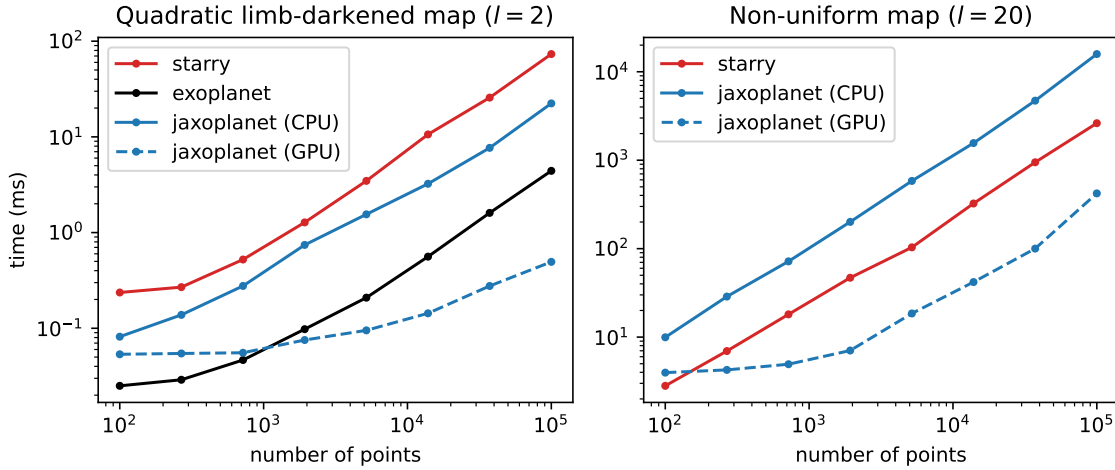 Quadratic limb-darkened map (l = 2)
10²
10¹
10⁰
10⁻¹
time (ms)
starry
exoplanet
jaxoplanet (CPU)
jaxoplanet (GPU)
10² 10³ 10⁴ 10⁵
number of points
Non-uniform map (l = 20)
10⁴
10³
10²
10¹
starry
jaxoplanet (CPU)
jaxoplanet (GPU)
10² 10³ 10⁴ 10⁵
number of points